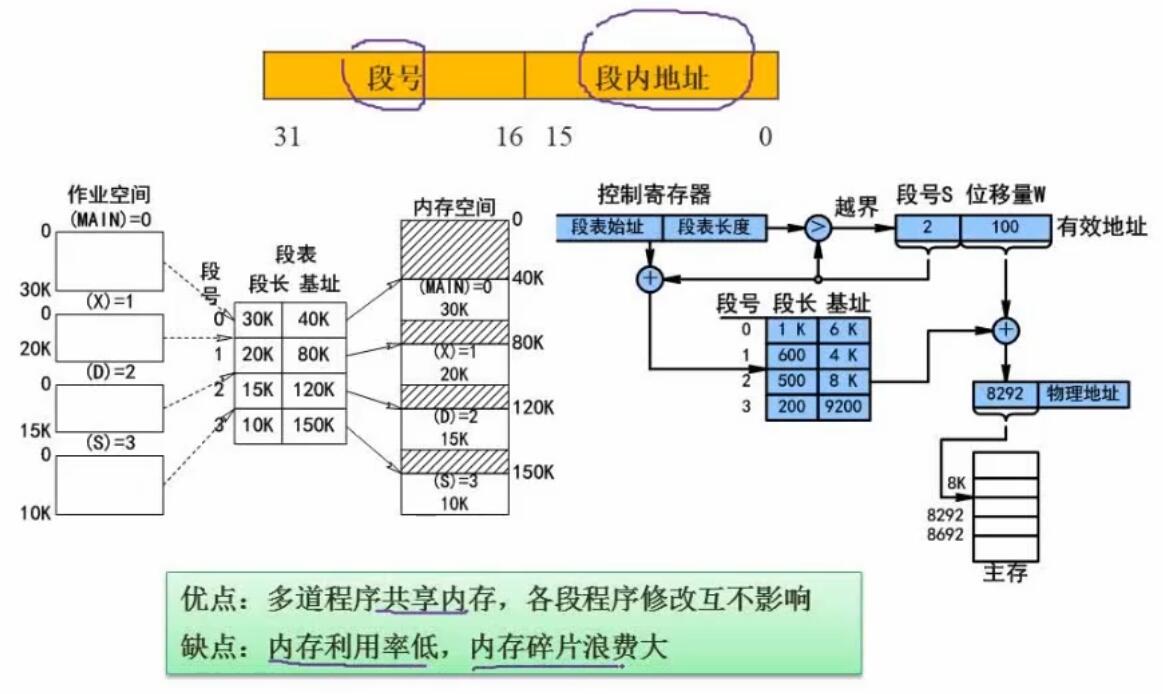 段号 段内地址
31 16 15 0
作业空间
(MAIN)=0
0
30K
(X)=1
0
20K
(D)=2
0
15K
(S)=3
0
10K
段表
段号 段长 基址
0 30K 40K
1 20K 80K
2 15K 120K
3 10K 150K
内存空间
0
40K
(MAIN)=0
30K
80K
(X)=1
20K
120K
(D)=2
15K
150K
(S)=3
10K
控制寄存器 越界 段号S 位移量W
段表始址 段表长度 > 2 100 有效地址
+
段号 段长 基址
0 1 K 6 K
1 600 4 K
2 500 8 K
3 200 9200
+
8292 物理地址
8K
8292
8692
主存
优点：多道程序共享内存，各段程序修改互不影响
缺点：内存利用率低，内存碎片浪费大